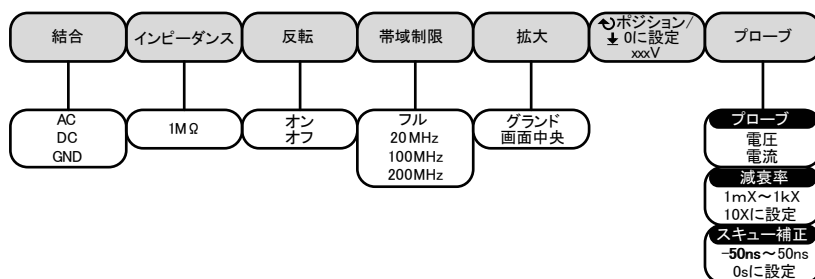 結合
インピーダンス
反転
帯域制限
拡大
ポジション/
0に設定
xxxV
プローブ
AC
DC
GND
1MΩ
オン
オフ
フル
20MHz
100MHz
200MHz
グランド
画面中央
プローブ
電圧
電流
減衰率
1mX～1kX
10Xに設定
スキュー補正
-50ns～50ns
0sに設定